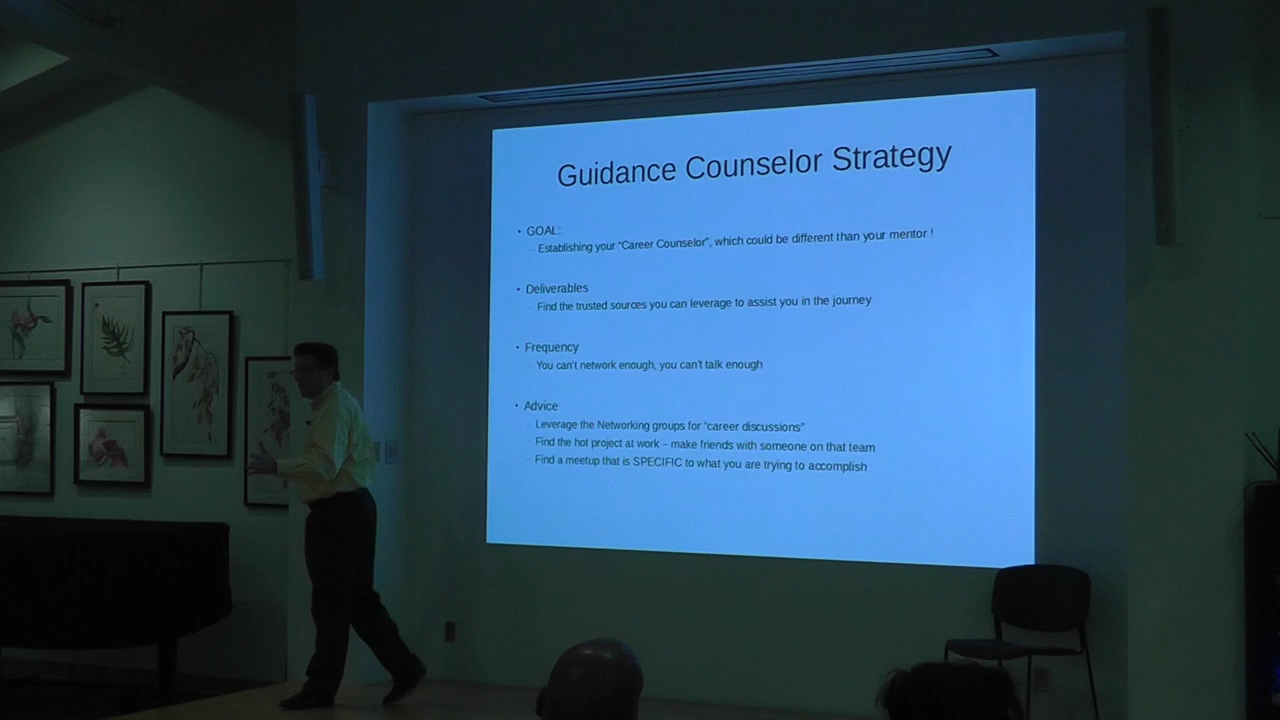 Guidance Counselor Strategy
• GOAL:
- Establishing your “Career Counselor”, which could be different than your mentor !
• Deliverables
- Find the trusted sources you can leverage to assist you in the journey
• Frequency
- You can't network enough, you can't talk enough
• Advice
- Leverage the Networking groups for “career discussions”
- Find the hot project at work – make friends with someone on that team
- Find a meetup that is SPECIFIC to what you are trying to accomplish